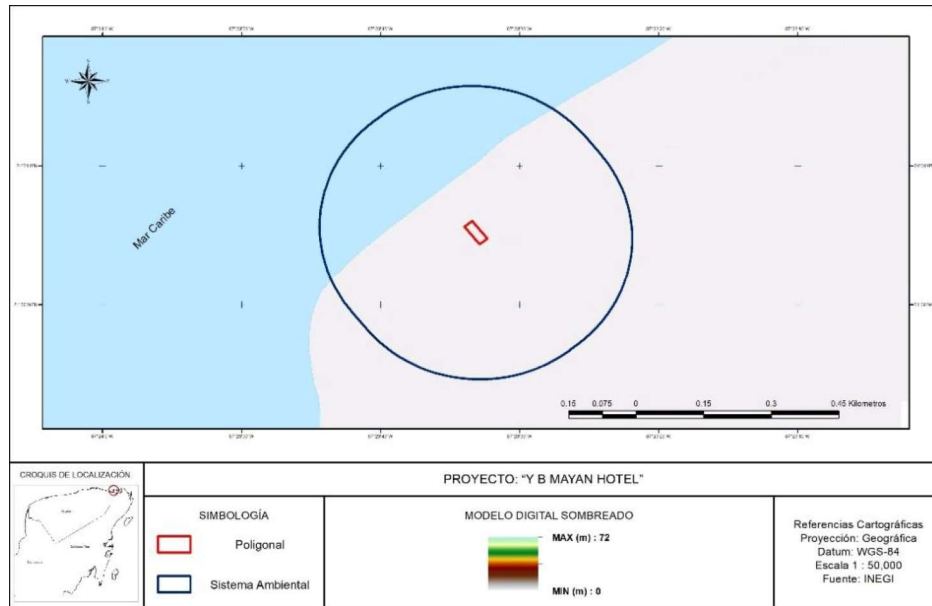 Mar Caribe
0.15 0.075 0 0.15 0.3 0.45 Kilometros
CROQUIS DE LOCALIZACIÓN
PROYECTO: "Y B MAYAN HOTEL"
SIMBOLOGÍA
Poligonal
Sistema Ambiental
MODELO DIGITAL SOMBREADO
MAX (m) : 72
MIN (m) : 0
Referencias Cartográficas
Proyección: Geográfica
Datum: WGS-84
Escala 1 : 50,000
Fuente: INEGI